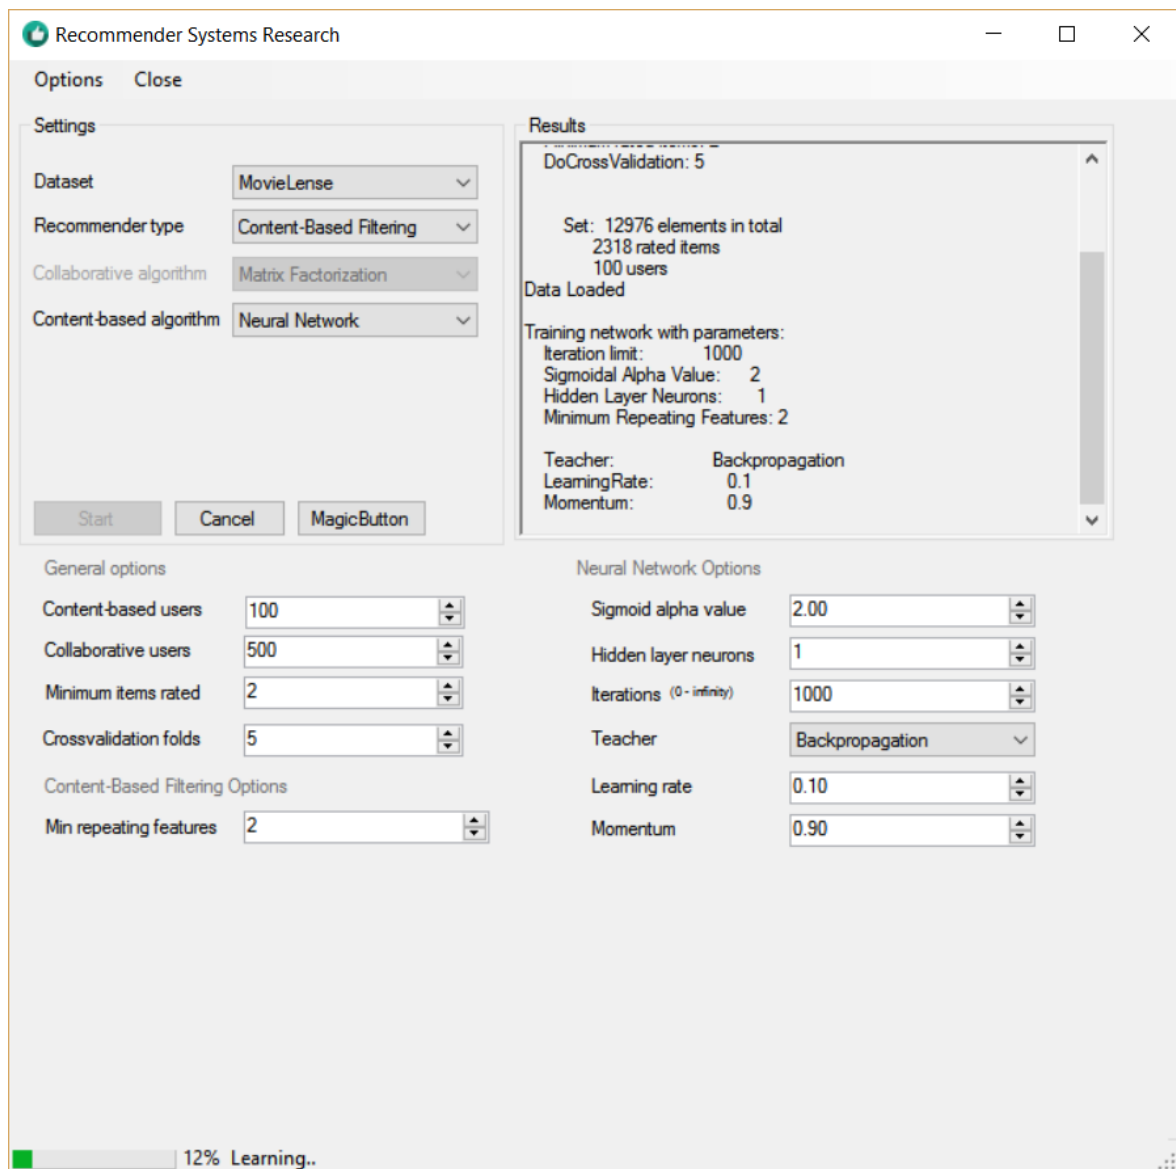 Recommender Systems Research
Options Close
Settings
Dataset MovieLense
Recommender type Content-Based Filtering
Collaborative algorithm Matrix Factorization
Content-based algorithm Neural Network
Start Cancel MagicButton
Results
DoCrossValidation: 5
Set: 12976 elements in total
2318 rated items
100 users
Data Loaded
Training network with parameters:
Iteration limit: 1000
Sigmoidal Alpha Value: 2
Hidden Layer Neurons: 1
Minimum Repeating Features: 2
Teacher: Backpropagation
LearningRate: 0.1
Momentum: 0.9
General options
Content-based users 100
Collaborative users 500
Minimum items rated 2
Crossvalidation folds 5
Content-Based Filtering Options
Min repeating features 2
Neural Network Options
Sigmoid alpha value 2.00
Hidden layer neurons 1
Iterations (0 - infinity) 1000
Teacher Backpropagation
Learning rate 0.10
Momentum 0.90
12% Learning..